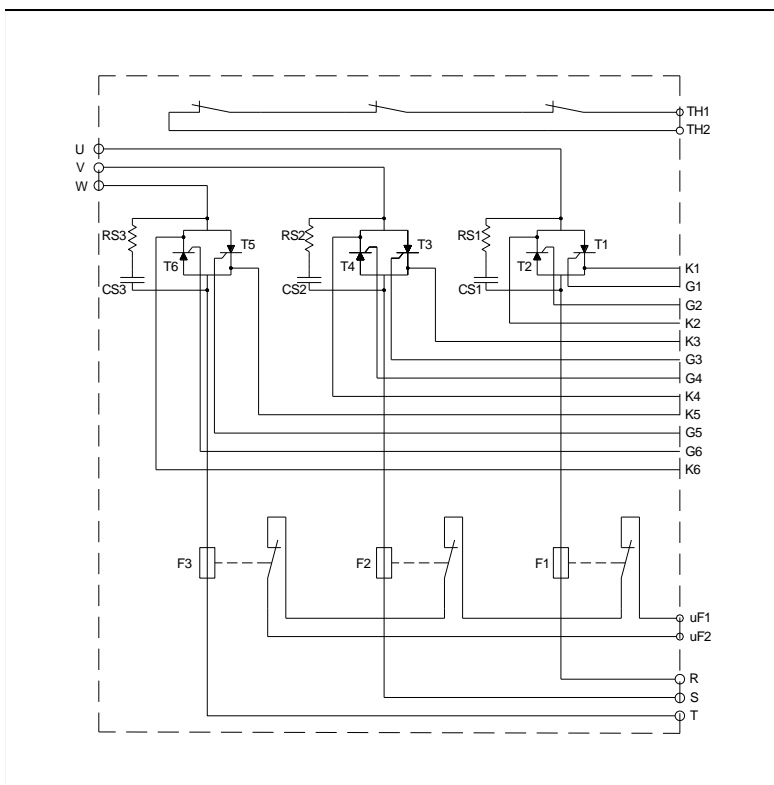 TH1
TH2
U
V
W
RS3
T5
RS2
T3
RS1
T1
T6
T4
T2
CS3
CS2
CS1
K1
G1
G2
K2
K3
G3
G4
K4
K5
G5
G6
K6
F3
F2
F1
uF1
uF2
R
S
T